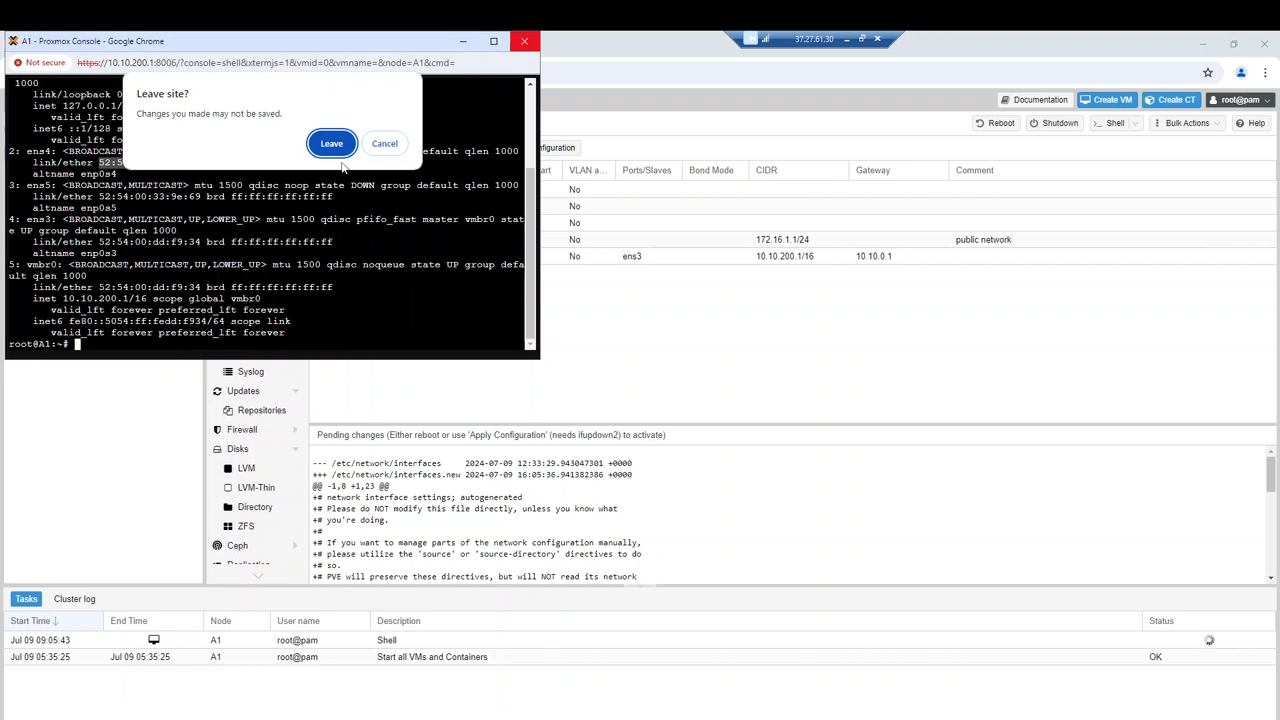 A1 - Proxmox Console - Google Chrome
37.27.61.30
Not secure
https://10.10.200.1:8006/?console=shell&xtermjs=1&vmid=0&vmname=&node=A1&cmd=
Leave site?
Changes you made may not be saved.
Leave
Cancel
1000
link/loopback 0
inet 127.0.0.1/
valid_lft f
inet6 ::1/128 s
valid_lft f
2: ens4: <BROADCAST, default qlen 1000
link/ether 52:5
altname enp0s4
3: ens5: <BROADCAST,MULTICAST> mtu 1500 qdisc noop state DOWN group default qlen 1000
link/ether 52:54:00:33:9e:69 brd ff:ff:ff:ff:ff:ff
altname enp0s5
4: ens3: <BROADCAST,MULTICAST,UP,LOWER_UP> mtu 1500 qdisc pfifo_fast master vmbr0 stat
e UP group default qlen 1000
link/ether 52:54:00:dd:f9:34 brd ff:ff:ff:ff:ff:ff
altname enp0s3
5: vmbr0: <BROADCAST,MULTICAST,UP,LOWER_UP> mtu 1500 qdisc noqueue state UP group defa
ult qlen 1000
link/ether 52:54:00:dd:f9:34 brd ff:ff:ff:ff:ff:ff
inet 10.10.200.1/16 scope global vmbr0
valid_lft forever preferred_lft forever
inet6 fe80::5054:ff:fedd:f934/64 scope link
valid_lft forever preferred_lft forever
root@A1:~#
Documentation
Create VM
Create CT
root@pam
Reboot
Shutdown
Shell
Bulk Actions
Help
figuration
tart
VLAN a...
Ports/Slaves
Bond Mode
CIDR
Gateway
Comment
No
No
No
No 172.16.1.1/24 public network
No ens3 10.10.200.1/16 10.10.0.1
Syslog
Updates
Repositories
Firewall
Disks
LVM
LVM-Thin
Directory
ZFS
Ceph
Replication
Pending changes (Either reboot or use 'Apply Configuration' (needs ifupdown2) to activate)
--- /etc/network/interfaces 2024-07-09 12:33:29.943047301 +0000
+++ /etc/network/interfaces.new 2024-07-09 16:05:36.941382386 +0000
@@ -1,8 +1,23 @@
+# network interface settings; autogenerated
+# Please do NOT modify this file directly, unless you know what
+# you're doing.
+#
+# If you want to manage parts of the network configuration manually,
+# please utilize the 'source' or 'source-directory' directives to do
+# so.
+# PVE will preserve these directives, but will NOT read its network
Tasks
Cluster log
Start Time
End Time
Node
User name
Description
Status
Jul 09 09:05:43 A1 root@pam Shell
Jul 09 05:35:25 Jul 09 05:35:25 A1 root@pam Start all VMs and Containers OK